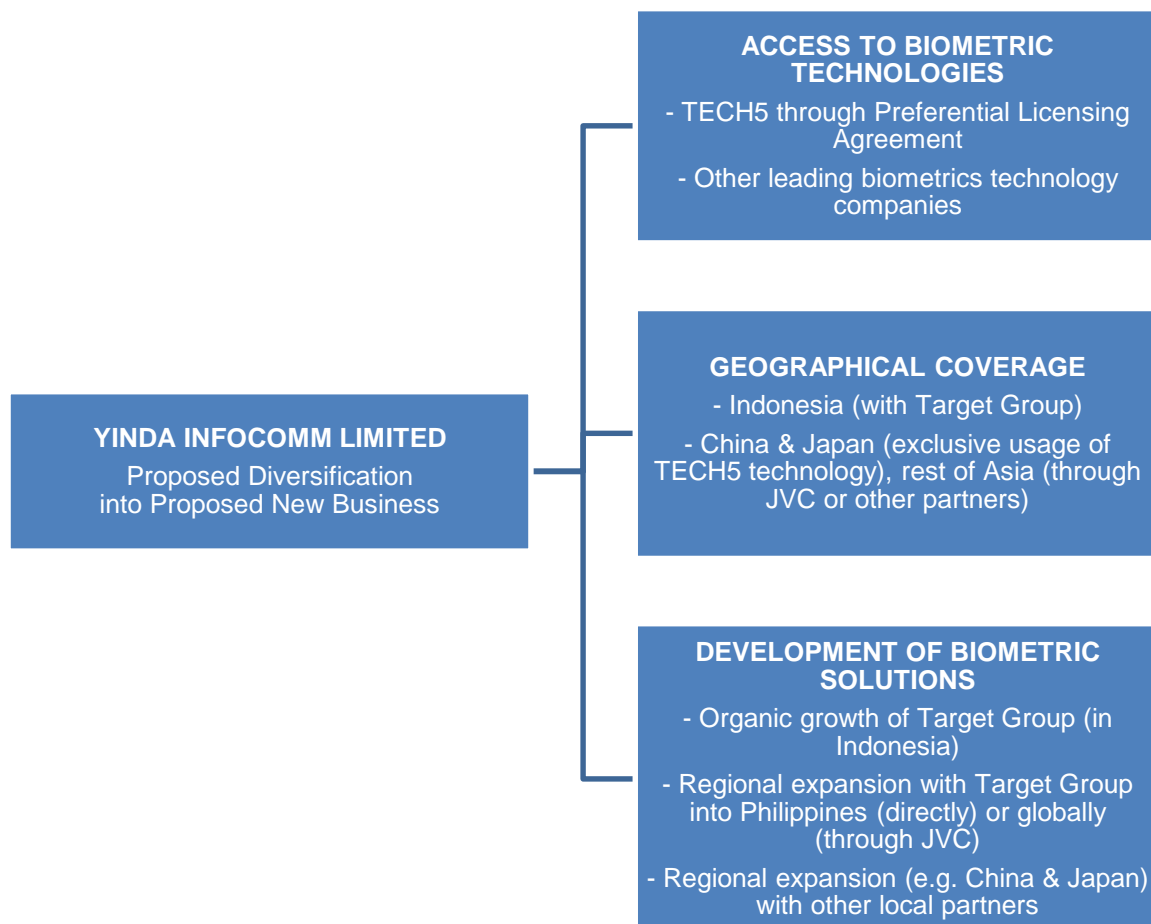 ACCESS TO BIOMETRIC
TECHNOLOGIES
- TECH5 through Preferential Licensing
Agreement
- Other leading biometrics technology
companies
GEOGRAPHICAL COVERAGE
- Indonesia (with Target Group)
- China & Japan (exclusive usage of
TECH5 technology), rest of Asia (through
JVC or other partners)
YINDA INFOCOMM LIMITED
Proposed Diversification
into Proposed New Business
DEVELOPMENT OF BIOMETRIC
SOLUTIONS
- Organic growth of Target Group (in
Indonesia)
- Regional expansion with Target Group
into Philippines (directly) or globally
(through JVC)
- Regional expansion (e.g. China & Japan)
with other local partners